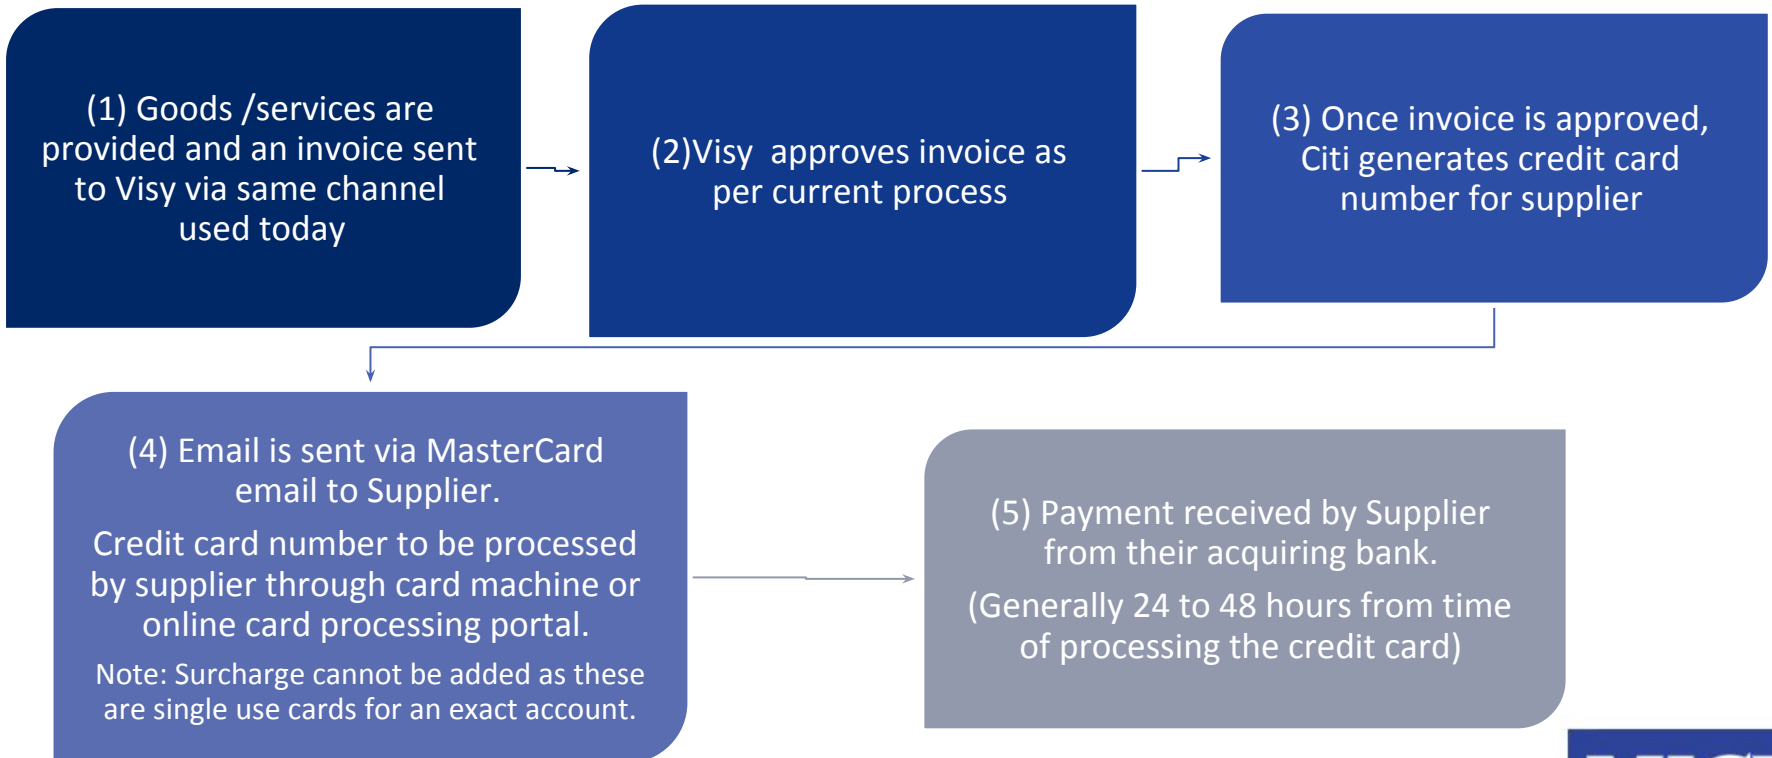 (1) Goods /services are
provided and an invoice sent
to Visy via same channel
used today
(2)Visy  approves invoice as
per current process
(3) Once invoice is approved,
Citi generates credit card
number for supplier
(4) Email is sent via MasterCard
email to Supplier.
Credit card number to be processed
by supplier through card machine or
online card processing portal.
Note: Surcharge cannot be added as these
are single use cards for an exact account.
(5) Payment received by Supplier
from their acquiring bank.
(Generally 24 to 48 hours from time
of processing the credit card)